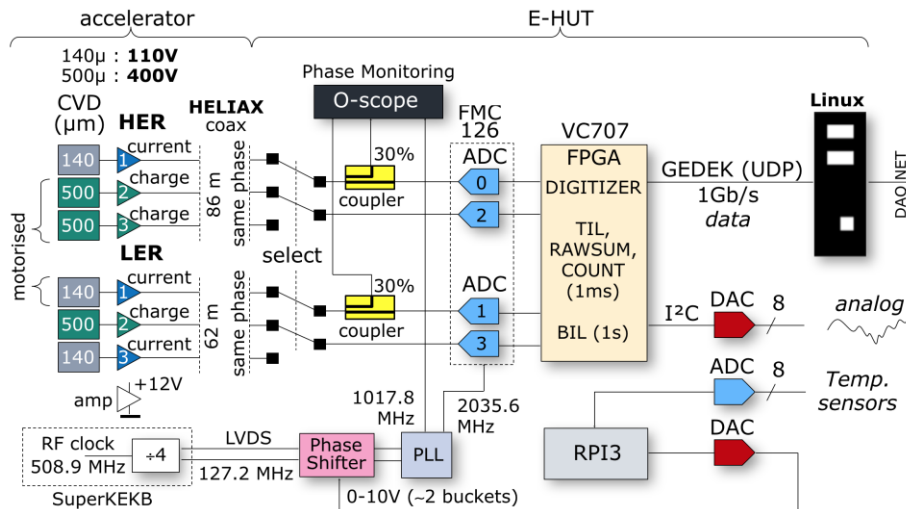 accelerator
E-HUT
140µ : 110V
500µ : 400V
CVD
(µm)
HER
HELIAX
coax
140
1
current
500
2
charge
500
3
charge
motorised
86 m
same phase
LER
140
1
current
500
2
charge
140
3
current
62 m
same phase
select
amp
+12V
Phase Monitoring
O-scope
30%
coupler
30%
coupler
FMC
126
ADC
0
2
ADC
1
3
VC707
FPGA
DIGITIZER
TIL,
RAWSUM,
COUNT
(1ms)
BIL (1s)
GEDEK (UDP)
1Gb/s
data
Linux
DAQ NET
I²C
DAC
8
analog
ADC
8
Temp.
sensors
RPI3
DAC
1017.8
MHz
2035.6
MHz
RF clock
508.9 MHz
÷4
SuperKEKB
LVDS
127.2 MHz
Phase
Shifter
PLL
0-10V (~2 buckets)